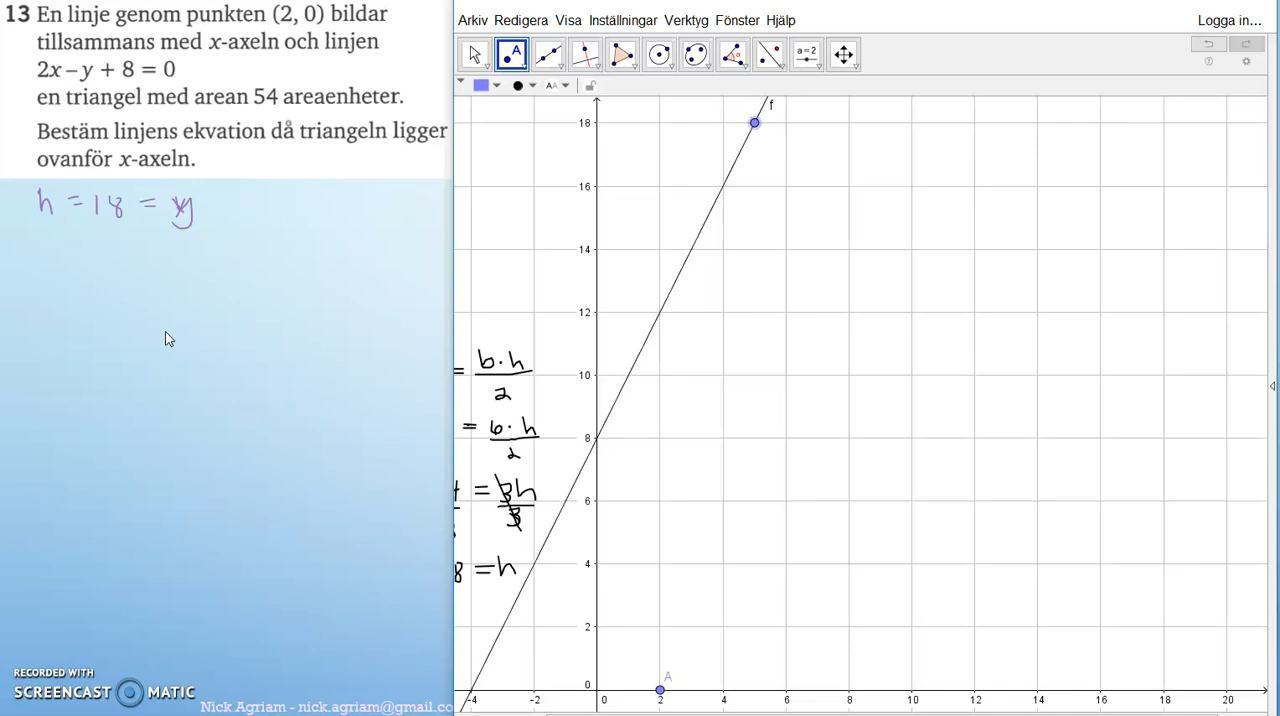 13 En linje genom punkten (2, 0) bildar
tillsammans med x-axeln och linjen
2x – y + 8 = 0
en triangel med arean 54 areaenheter.
Bestäm linjens ekvation då triangeln ligger
ovanför x-axeln.
h = 18 = y
RECORDED WITH
SCREENCAST MATIC
Nick Agriam - nick.agriam@gmail.co
Arkiv Redigera Visa Inställningar Verktyg Fönster Hjälp Logga in...
A a=2
AA
f
18
16
14
12
10
8
6
4
2
0
-4 -2 0 2 4 6 8 10 12 14 16 18 20
A
= b·h
2
= 6·h
2
= 3h
3
8 = h